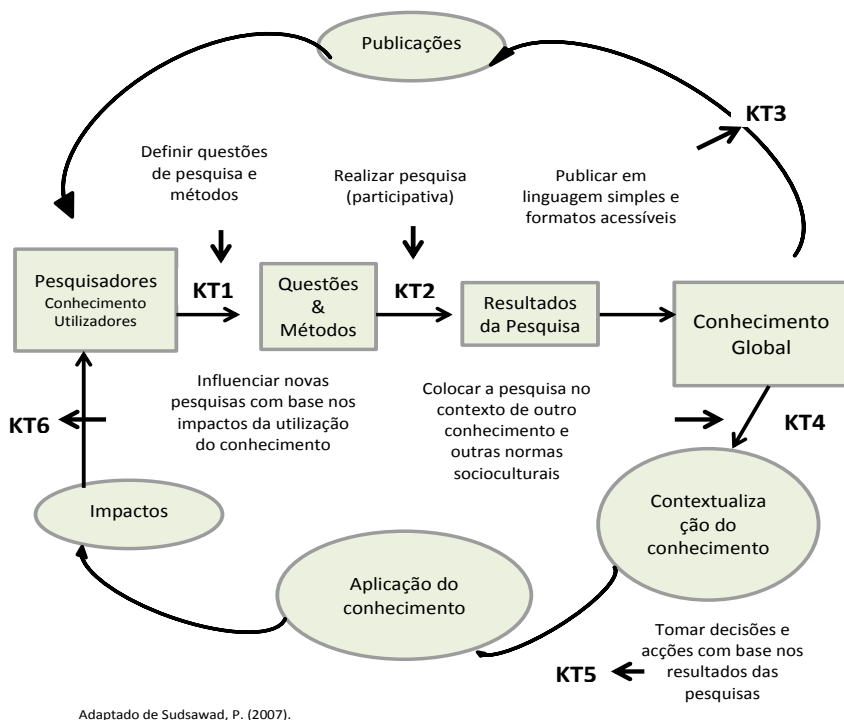 Publicações
KT3
Definir questões
de pesquisa e
métodos
Realizar pesquisa
(participativa)
Publicar em
linguagem simples e
formatos acessíveis
Pesquisadores
Conhecimento
Utilizadores
KT1
Questões
&
Métodos
KT2
Resultados
da Pesquisa
Conhecimento
Global
Influenciar novas
pesquisas com base nos
impactos da utilização
do conhecimento
Colocar a pesquisa no
contexto de outro
conhecimento e
outras normas
socioculturais
KT6
KT4
Impactos
Aplicação do
conhecimento
Contextualiza
ção do
conhecimento
KT5
Tomar decisões e
acções com base nos
resultados das
pesquisas
Adaptado de Sudsawad, P. (2007).